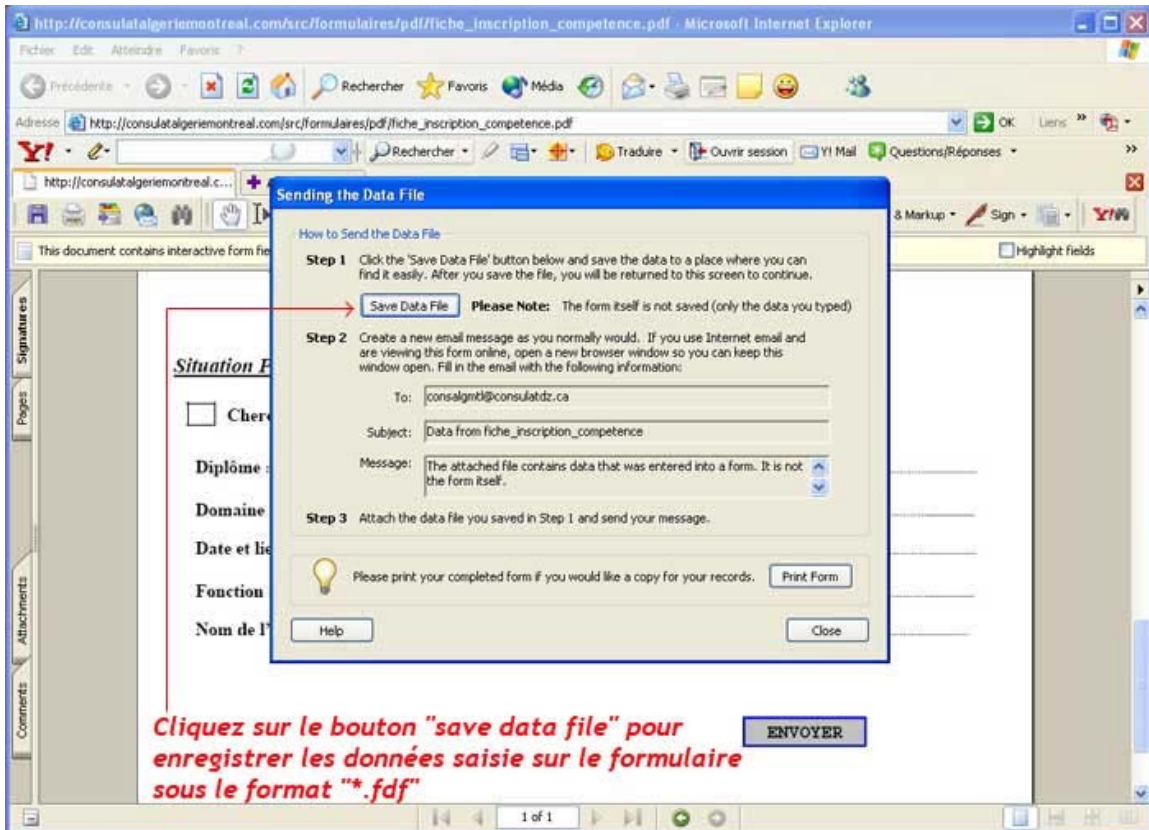 http://consulatalgeriemontreal.com/src/formulaires/pdf/fiche_inscription_competence.pdf - Microsoft Internet Explorer
Fichier Edit Atteindre Favoris ?
Précédente Rechercher Favoris Média
Adresse http://consulatalgeriemontreal.com/src/formulaires/pdf/fiche_inscription_competence.pdf OK Liens »
Y! Rechercher Traduire Ouvrir session Y! Mail Questions/Réponses »
http://consulatalgeriemontreal.c...
Sending the Data File
& Markup Sign Y!
This document contains interactive form fie
Highlight fields
How to Send the Data File
Step 1 Click the 'Save Data File' button below and save the data to a place where you can
find it easily. After you save the file, you will be returned to this screen to continue.
Save Data File Please Note: The form itself is not saved (only the data you typed)
Step 2 Create a new email message as you normally would. If you use Internet email and
are viewing this form online, open a new browser window so you can keep this
window open. Fill in the email with the following information:
To: consalgmtl@consulatdz.ca
Subject: Data from fiche_inscription_competence
Message: The attached file contains data that was entered into a form. It is not
the form itself.
Step 3 Attach the data file you saved in Step 1 and send your message.
Please print your completed form if you would like a copy for your records. Print Form
Help Close
Signatures
Pages
Attachments
Comments
Situation F
Cherc
Diplôme :
Domaine
Date et lie
Fonction
Nom de l'
Cliquez sur le bouton "save data file" pour
enregistrer les données saisie sur le formulaire
sous le format "*.fdf"
ENVOYER
1 of 1